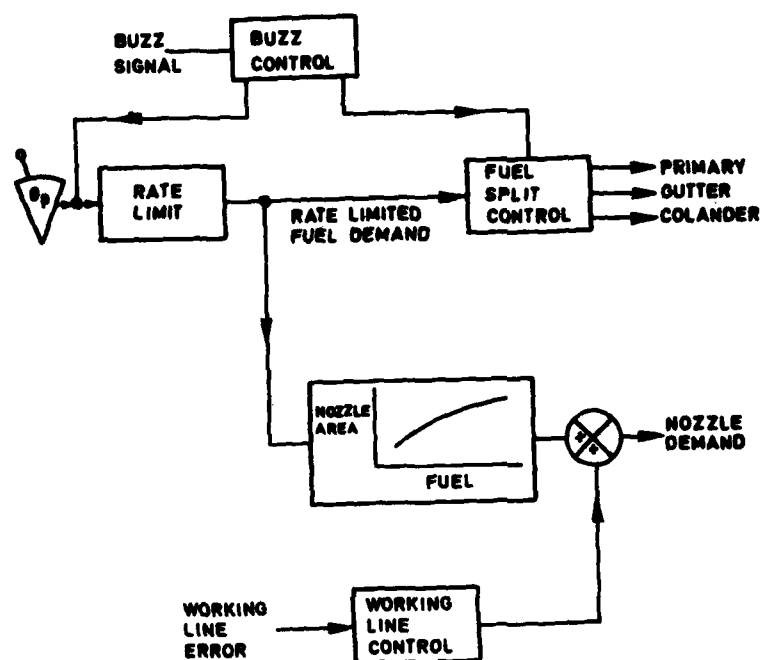 BUZZ
SIGNAL
BUZZ
CONTROL
θp
RATE
LIMIT
RATE LIMITED
FUEL DEMAND
FUEL
SPLIT
CONTROL
PRIMARY
GUTTER
COLANDER
NOZZLE
AREA
FUEL
+
+
NOZZLE
DEMAND
WORKING
LINE
ERROR
WORKING
LINE
CONTROL